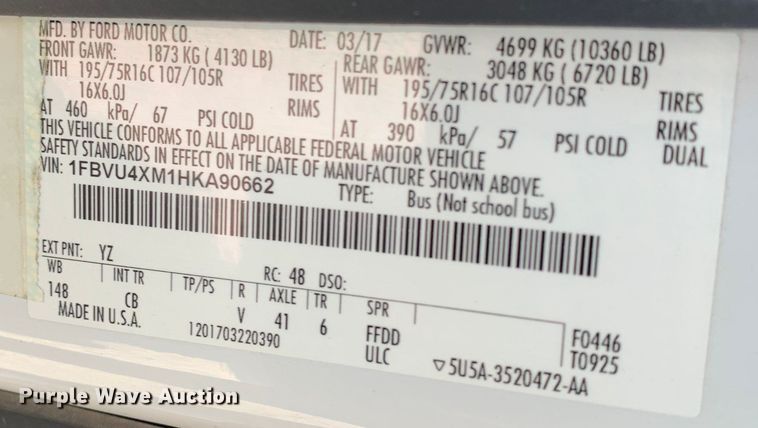 MFD. BY FORD MOTOR CO. DATE: 03/17 GVWR: 4699 KG (10360 LB)
FRONT GAWR: 1873 KG ( 4130 LB) REAR GAWR: 3048 KG ( 6720 LB)
WITH 195/75R16C 107/105R TIRES WITH 195/75R16C 107/105R TIRES
16X6.0J RIMS 16X6.0J RIMS
AT 460 kPa/ 67 PSI COLD AT 390 kPa/ 57 PSI COLD DUAL
THIS VEHICLE CONFORMS TO ALL APPLICABLE FEDERAL MOTOR VEHICLE
SAFETY STANDARDS IN EFFECT ON THE DATE OF MANUFACTURE SHOWN ABOVE.
VIN: 1FBVU4XM1HKA90662 TYPE: Bus (Not school bus)
EXT PNT: YZ RC: 48 DSO:
WB INT TR TP/PS R AXLE TR SPR
148 CB V 41 6 FFDD F0446
MADE IN U.S.A. 1201703220390 ULC T0925
▽5U5A-3520472-AA
Purple Wave Auction